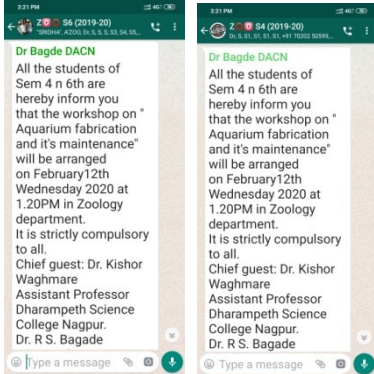 3:21 PM
4G
Z S6 (2019-20)
"SRIDHA", A'ZOO, Dr, S, S, S, S3, S4, S5,...
Dr Bagde DACN
All the students of
Sem 4 n 6th are
hereby inform you
that the workshop on "
Aquarium fabrication
and it's maintenance"
will be arranged
on February12th
Wednesday 2020 at
1.20PM in Zoology
department.
It is strictly compulsory
to all.
Chief guest: Dr. Kishor
Waghmare
Assistant Professor
Dharampeth Science
College Nagpur.
Dr. R S. Bagade
Type a message
3:21 PM
4G
Z S4 (2019-20)
Dr, S, S1, S1, S1, S1, +91 70202 50599,...
Dr Bagde DACN
All the students of
Sem 4 n 6th are
hereby inform you
that the workshop on "
Aquarium fabrication
and it's maintenance"
will be arranged
on February12th
Wednesday 2020 at
1.20PM in Zoology
department.
It is strictly compulsory
to all.
Chief guest: Dr. Kishor
Waghmare
Assistant Professor
Dharampeth Science
College Nagpur.
Dr. R S. Bagade
Type a message